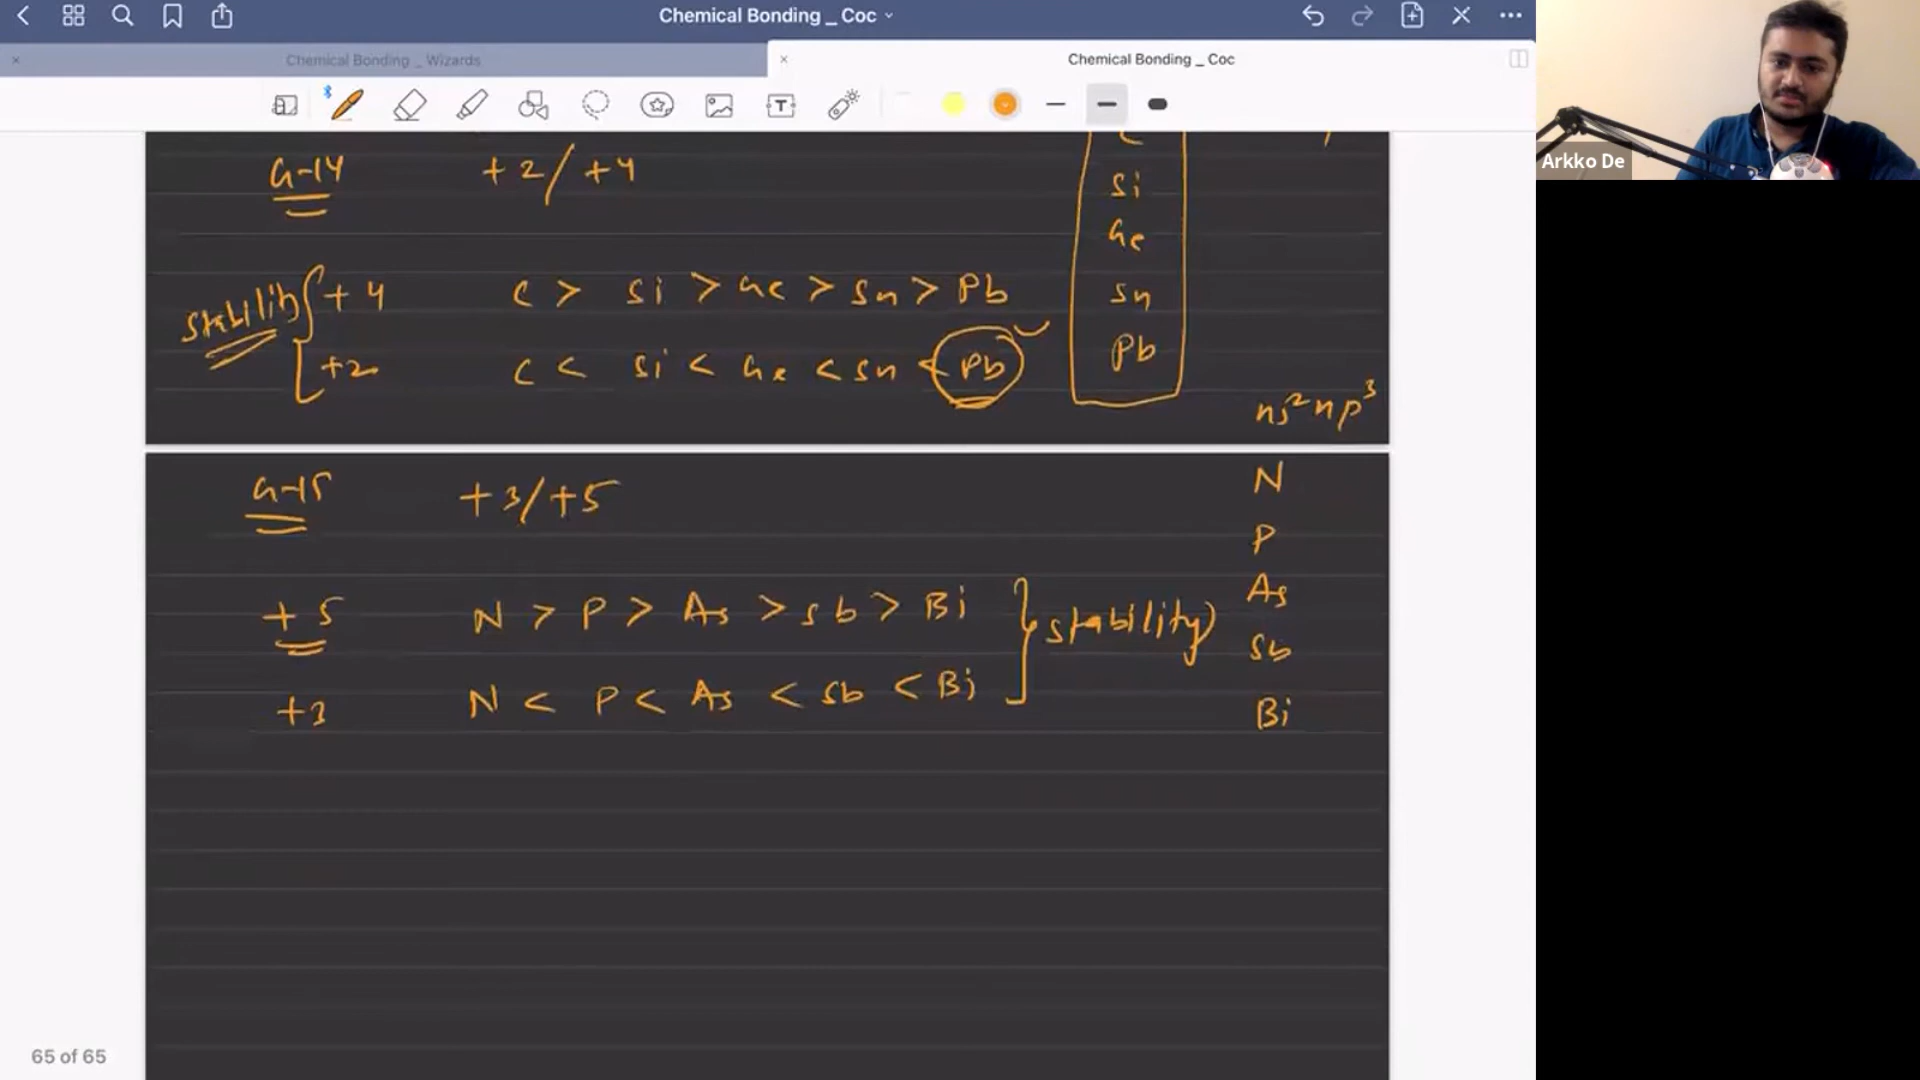 Chemical Bonding _ Coc
Chemical Bonding _ Wizards
Chemical Bonding _ Coc
Arkko De
G-14 +2/+4
Si
Ge
Sn
Pb
stability +4 C > Si > Ge > Sn > Pb
+2 C < Si < Ge < Sn < Pb
ns²np³
G-15 +3/+5
N
P
As
Sb
Bi
+5 N > P > As > Sb > Bi
stability
+3 N < P < As < Sb < Bi
65 of 65